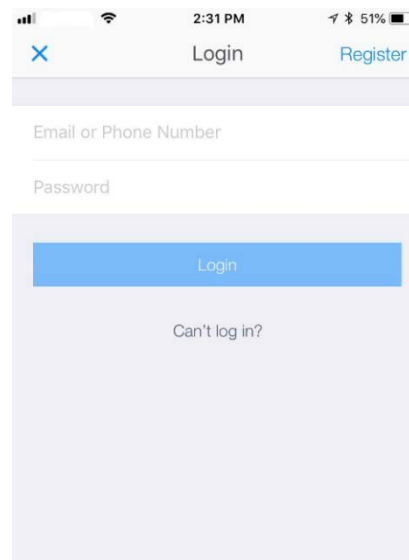 2:31 PM 51%
Login Register
Email or Phone Number
Password
Login
Can't log in?